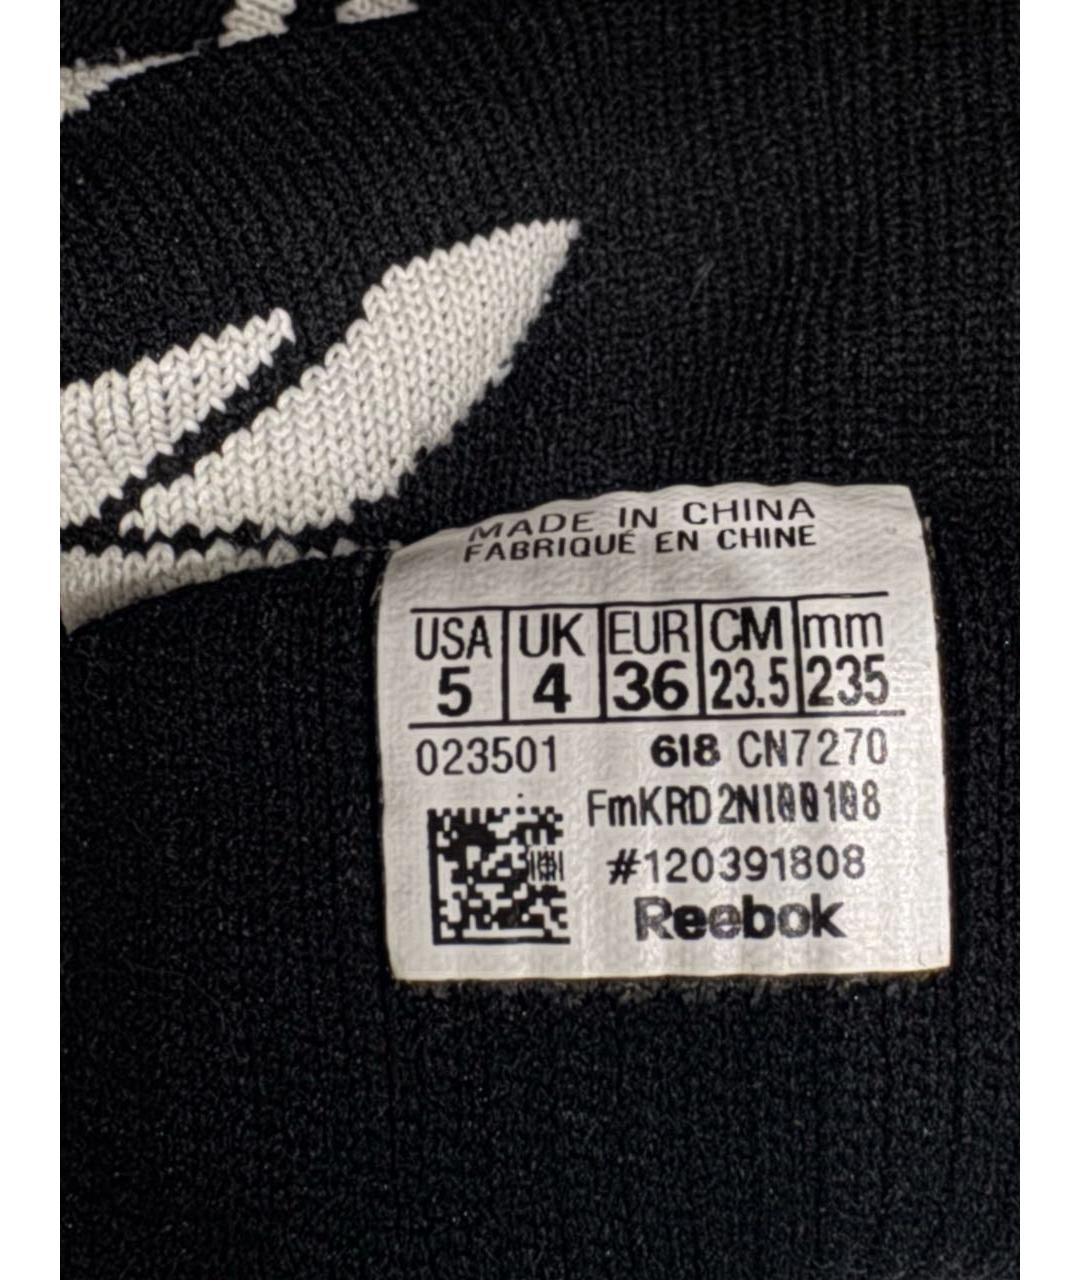 MADE IN CHINA
FABRIQUÉ EN CHINE
USA UK EUR CM mm
5 4 36 23.5 235
023501 618 CN7270
#120391808
Reebok